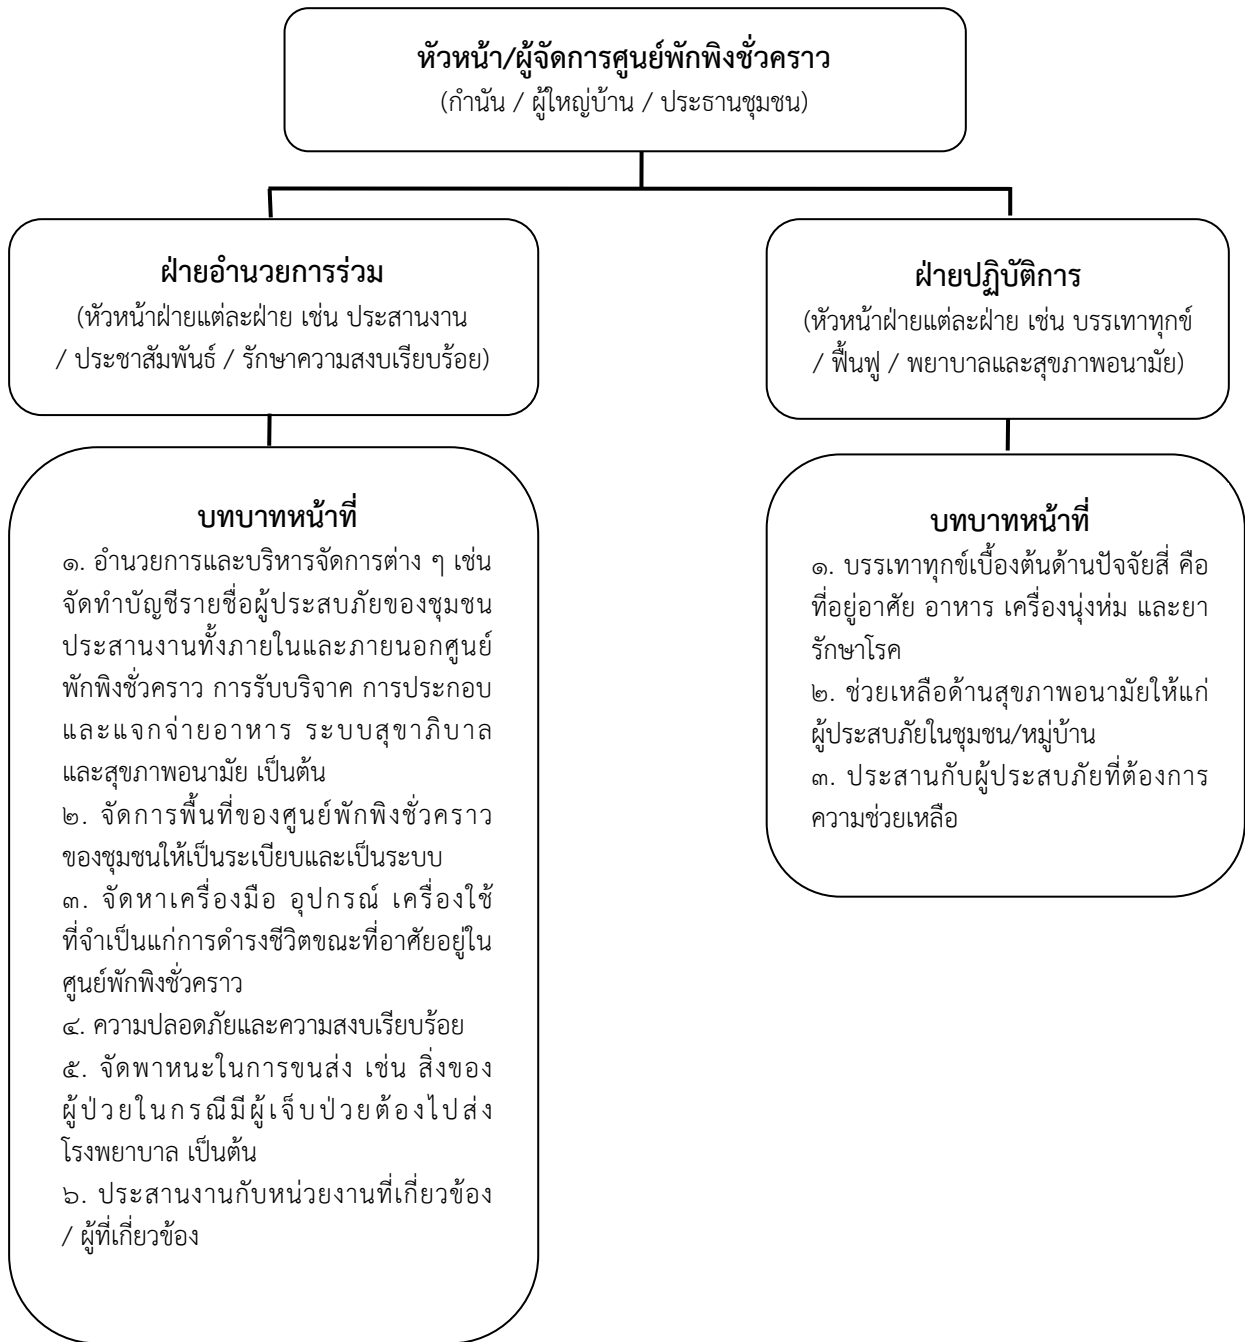 หัวหน้า/ผู้จัดการศูนย์พักพิงชั่วคราว
(กำนัน / ผู้ใหญ่บ้าน / ประธานชุมชน)
ฝ่ายอำนวยการร่วม
(หัวหน้าฝ่ายแต่ละฝ่าย เช่น ประสานงาน
/ ประชาสัมพันธ์ / รักษาความสงบเรียบร้อย)
ฝ่ายปฏิบัติการ
(หัวหน้าฝ่ายแต่ละฝ่าย เช่น บรรเทาทุกข์
/ ฟื้นฟู / พยาบาลและสุขภาพอนามัย)
บทบาทหน้าที่
๑. อำนวยการและบริหารจัดการต่าง ๆ เช่น
จัดทำบัญชีรายชื่อผู้ประสบภัยของชุมชน
ประสานงานทั้งภายในและภายนอกศูนย์
พักพิงชั่วคราว การรับบริจาค การประกอบ
และแจกจ่ายอาหาร ระบบสุขาภิบาล
และสุขภาพอนามัย เป็นต้น
๒. จัดการพื้นที่ของศูนย์พักพิงชั่วคราว
ของชุมชนให้เป็นระเบียบและเป็นระบบ
๓. จัดหาเครื่องมือ อุปกรณ์ เครื่องใช้
ที่จำเป็นแก่การดำรงชีวิตขณะที่อาศัยอยู่ใน
ศูนย์พักพิงชั่วคราว
๔. ความปลอดภัยและความสงบเรียบร้อย
๕. จัดพาหนะในการขนส่ง เช่น สิ่งของ
ผู้ป่วยในกรณีมีผู้เจ็บป่วยต้องไปส่ง
โรงพยาบาล เป็นต้น
๖. ประสานงานกับหน่วยงานที่เกี่ยวข้อง
/ ผู้ที่เกี่ยวข้อง
บทบาทหน้าที่
๑. บรรเทาทุกข์เบื้องต้นด้านปัจจัยสี่ คือ
ที่อยู่อาศัย อาหาร เครื่องนุ่งห่ม และยา
รักษาโรค
๒. ช่วยเหลือด้านสุขภาพอนามัยให้แก่
ผู้ประสบภัยในชุมชน/หมู่บ้าน
๓. ประสานกับผู้ประสบภัยที่ต้องการ
ความช่วยเหลือ